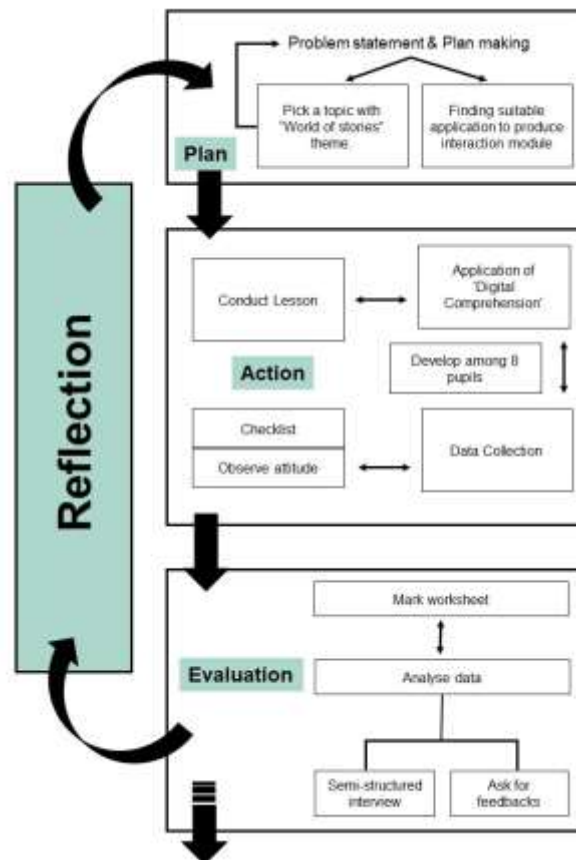 Problem statement & Plan making
Pick a topic with
"World of stories"
theme
Finding suitable
application to produce
interaction module
Plan
Reflection
Conduct Lesson
Application of
'Digital
Comprehension'
Action
Develop among 8
pupils
Checklist
Observe attitude
Data Collection
Mark worksheet
Evaluation
Analyse data
Semi-structured
interview
Ask for
feedbacks